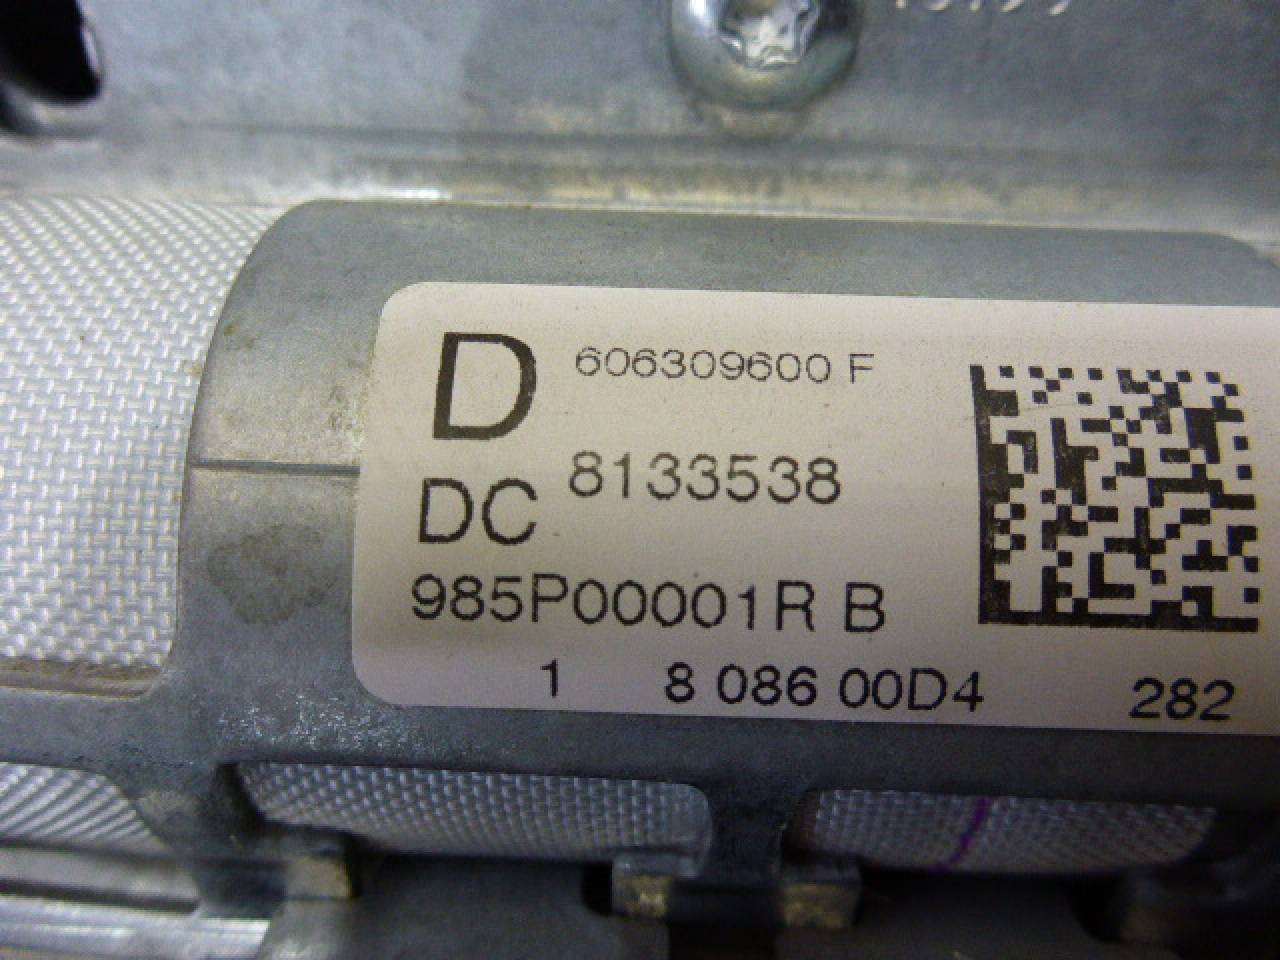 D 606309600 F
DC 8133538
985P00001R B
1 8 086 00D4 282